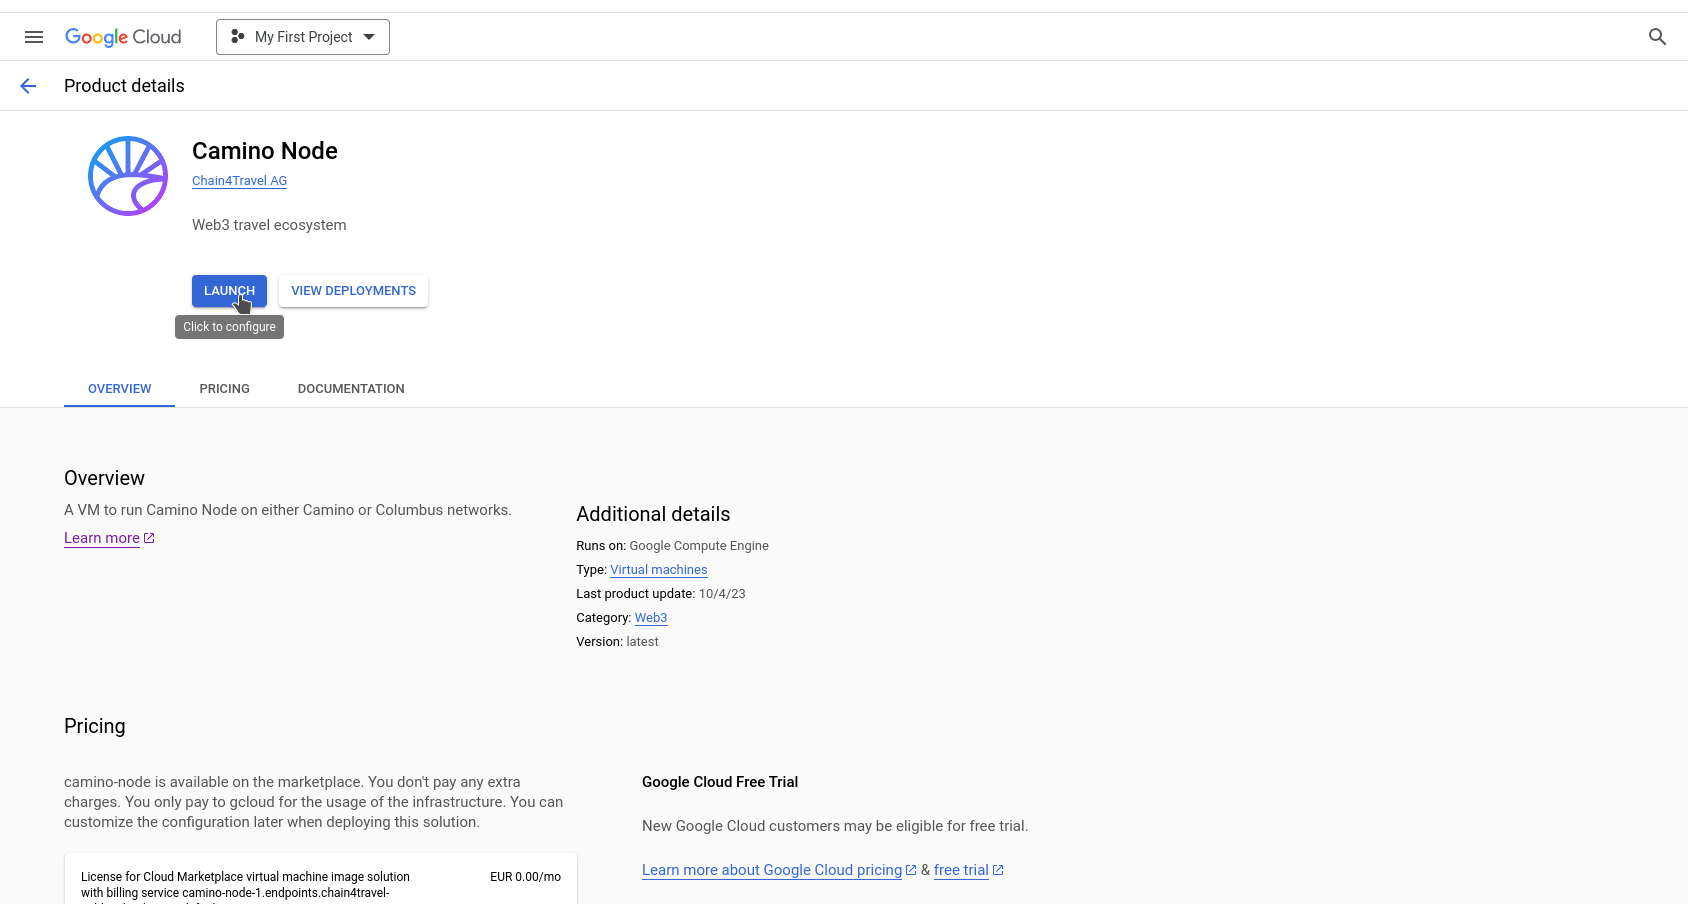 Google Cloud
My First Project
Product details
Camino Node
Chain4Travel AG
Web3 travel ecosystem
LAUNCH
VIEW DEPLOYMENTS
Click to configure
OVERVIEW
PRICING
DOCUMENTATION
Overview
A VM to run Camino Node on either Camino or Columbus networks.
Learn more
Additional details
Runs on: Google Compute Engine
Type: Virtual machines
Last product update: 10/4/23
Category: Web3
Version: latest
Pricing
camino-node is available on the marketplace. You don't pay any extra
charges. You only pay to gcloud for the usage of the infrastructure. You can
customize the configuration later when deploying this solution.
License for Cloud Marketplace virtual machine image solution
with billing service camino-node-1.endpoints.chain4travel-
EUR 0.00/mo
Google Cloud Free Trial
New Google Cloud customers may be eligible for free trial.
Learn more about Google Cloud pricing & free trial